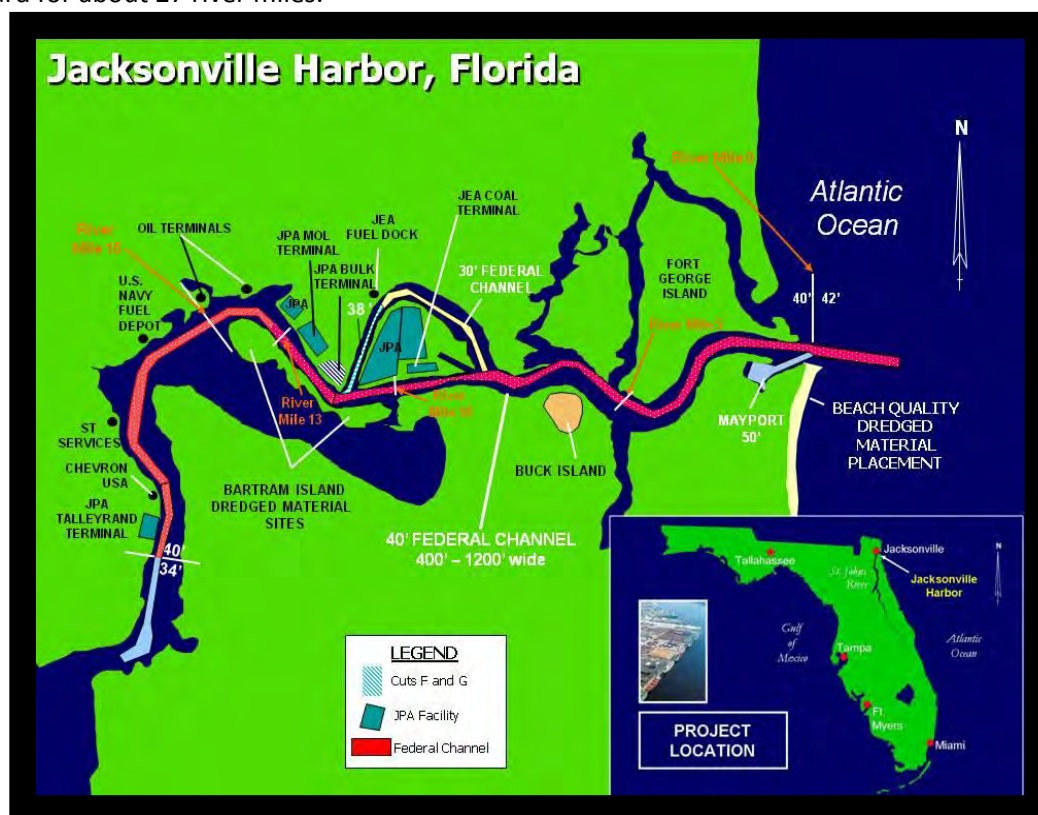 Jacksonville Harbor, Florida
N
River Mile 0
Atlantic
Ocean
JEA COAL
TERMINAL
JEA
FUEL DOCK
OIL TERMINALS
JPA MOL
TERMINAL
River
JPA BULK
TERMINAL
30' FEDERAL
CHANNEL
FORT
GEORGE
ISLAND
U.S.
NAVY
FUEL
DEPOT
40' 42'
JPA
38'
JPA
River
Mile 13
River
MAYPORT
50'
BEACH QUALITY
DREDGED
MATERIAL
PLACEMENT
ST
SERVICES
CHEVRON
USA
BUCK ISLAND
BARTRAM ISLAND
DREDGED MATERIAL
SITES
JPA
TALLEYRAND
TERMINAL
40'
34'
40' FEDERAL CHANNEL
400' – 1200' wide
LEGEND
Cuts F and G
JPA Facility
Federal Channel
Tallahassee
Jacksonville
N
St. Johns
River
Jacksonville
Harbor
Gulf
of
Mexico
Atlantic
Ocean
Tampa
Ft.
Myers
Miami
PROJECT
LOCATION